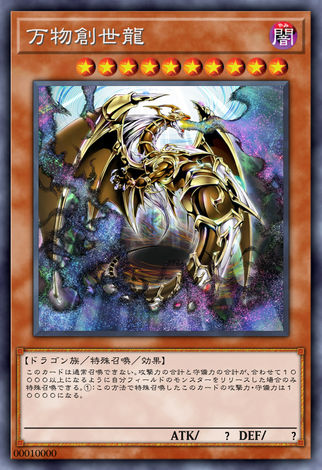 万物創世龍
闇
やみ
【ドラゴン族／特殊召喚／効果】
このカードは通常召喚できない。攻撃力の合計と守備力の合計が、合わせて１０
０００以上になるように自分フィールドのモンスターをリリースした場合のみ
特殊召喚できる。①：この方法で特殊召喚したこのカードの攻撃力・守備力は１
００００になる。
ATK/ ? DEF/ ?
00010000